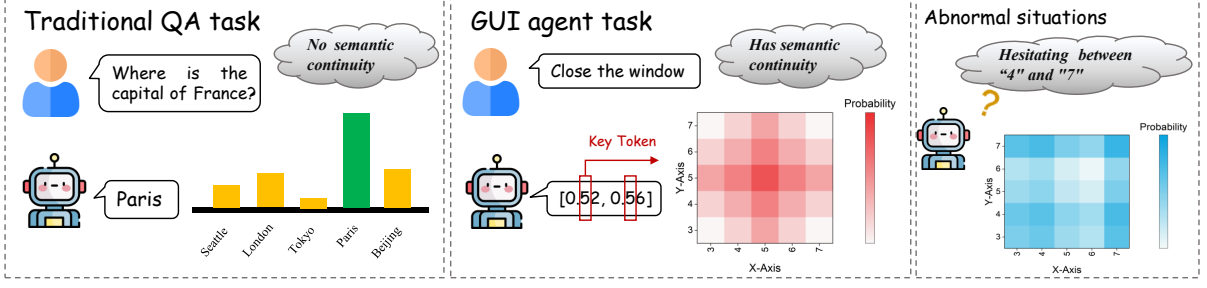 Traditional QA task
No semantic
continuity
Where is the
capital of France?
Paris
Seattle
London
Tokyo
Paris
Beijing
GUI agent task
Has semantic
continuity
Close the window
Key Token
[0.52, 0.56]
Probability
Y-Axis
7
6
5
4
3
3
4
5
6
7
X-Axis
Abnormal situations
Hesitating between
“4” and "7"
?
Probability
Y-Axis
7
6
5
4
3
3
4
5
6
7
X-Axis